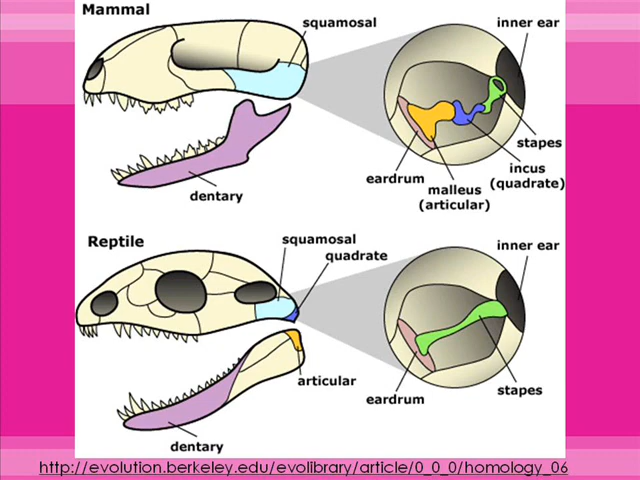 Mammal
squamosal
inner ear
stapes
incus
(quadrate)
eardrum
malleus
(articular)
dentary
Reptile
squamosal
quadrate
inner ear
articular
eardrum
stapes
dentary
http://evolution.berkeley.edu/evolibrary/article/0_0_0/homology_06